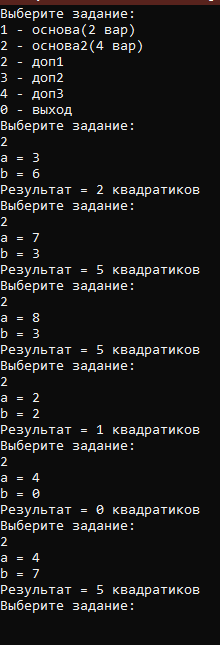 Выберите задание:
1 - основа(2 вар)
2 - основа2(4 вар)
2 - доп1
3 - доп2
4 - доп3
0 - выход
Выберите задание:
2
a = 3
b = 6
Результат = 2 квадратиков
Выберите задание:
2
a = 7
b = 3
Результат = 5 квадратиков
Выберите задание:
2
a = 8
b = 3
Результат = 5 квадратиков
Выберите задание:
2
a = 2
b = 2
Результат = 1 квадратиков
Выберите задание:
2
a = 4
b = 0
Результат = 0 квадратиков
Выберите задание:
2
a = 4
b = 7
Результат = 5 квадратиков
Выберите задание: